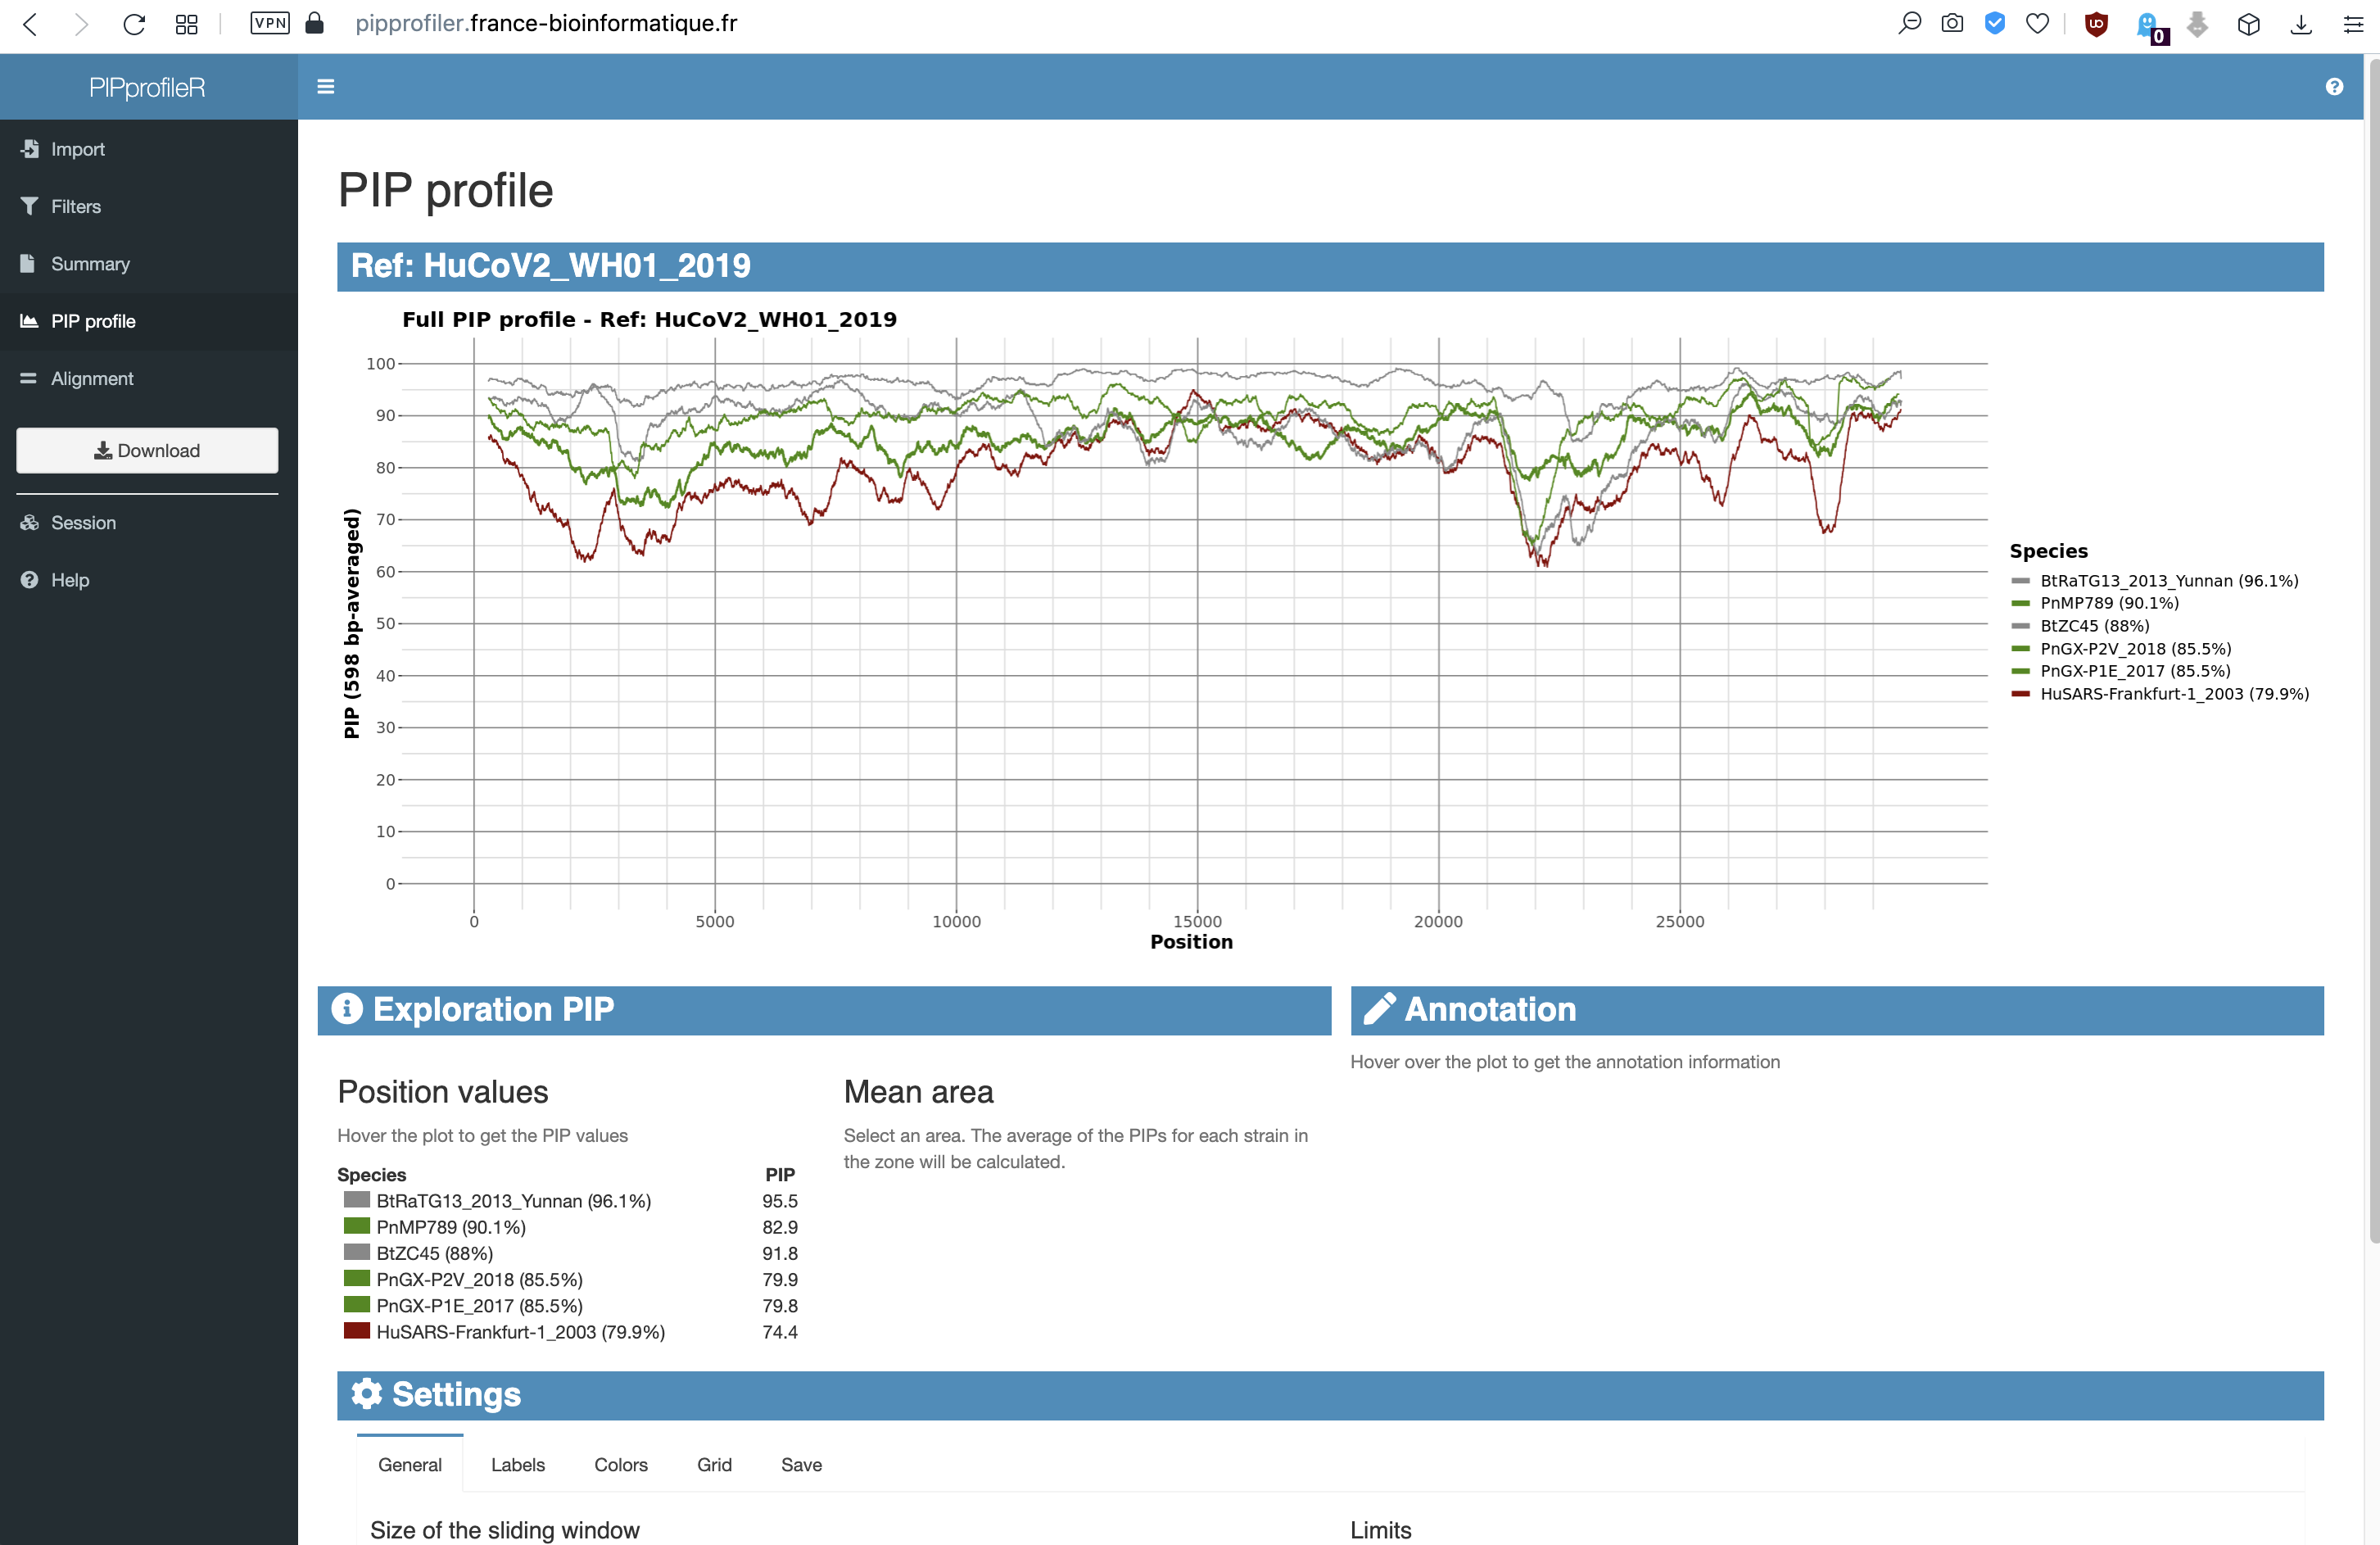 VPN pipprofiler.france-bioinformatique.fr 0
PIPprofileR
Import
Filters
Summary
PIP profile
Alignment
Download
Session
Help
PIP profile
Ref: HuCoV2_WH01_2019
Full PIP profile - Ref: HuCoV2_WH01_2019
PIP (598 bp-averaged)
100
90
80
70
60
50
40
30
20
10
0
0 5000 10000 15000 20000 25000
Position
Species
BtRaTG13_2013_Yunnan (96.1%)
PnMP789 (90.1%)
BtZC45 (88%)
PnGX-P2V_2018 (85.5%)
PnGX-P1E_2017 (85.5%)
HuSARS-Frankfurt-1_2003 (79.9%)
Exploration PIP
Position values
Hover the plot to get the PIP values
Species PIP
BtRaTG13_2013_Yunnan (96.1%) 95.5
PnMP789 (90.1%) 82.9
BtZC45 (88%) 91.8
PnGX-P2V_2018 (85.5%) 79.9
PnGX-P1E_2017 (85.5%) 79.8
HuSARS-Frankfurt-1_2003 (79.9%) 74.4
Mean area
Select an area. The average of the PIPs for each strain in
the zone will be calculated.
Annotation
Hover over the plot to get the annotation information
Settings
General Labels Colors Grid Save
Size of the sliding window
Limits